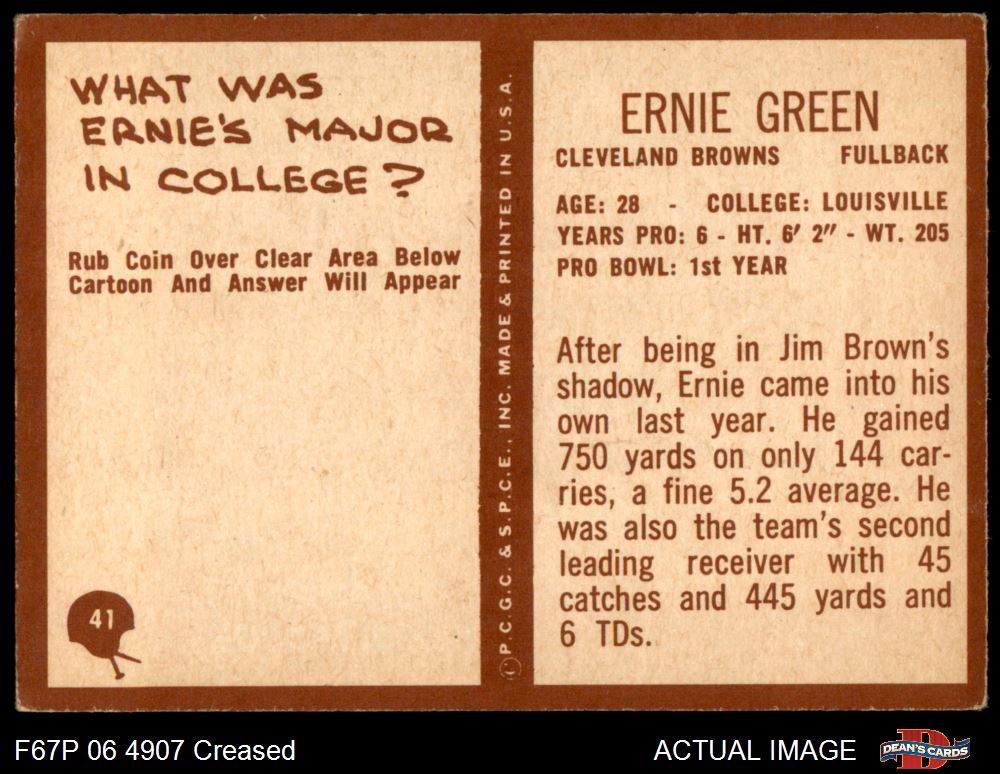 WHAT WAS
ERNIE'S MAJOR
IN COLLEGE?
Rub Coin Over Clear Area Below
Cartoon And Answer Will Appear
41
©P.C.G.C. & S.P.C.E., INC. MADE & PRINTED IN U.S.A.
ERNIE GREEN
CLEVELAND BROWNS FULLBACK
AGE: 28 - COLLEGE: LOUISVILLE
YEARS PRO: 6 - HT. 6' 2" - WT. 205
PRO BOWL: 1st YEAR
After being in Jim Brown's
shadow, Ernie came into his
own last year. He gained
750 yards on only 144 car-
ries, a fine 5.2 average. He
was also the team's second
leading receiver with 45
catches and 445 yards and
6 TDs.
F67P 06 4907 Creased
ACTUAL IMAGE
D
DEAN'S CARDS